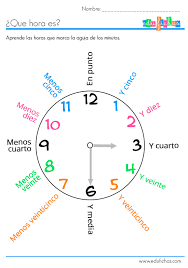 Nombre:
¿Que hora es?
Aprende las horas que marca la aguja de los minutos.
En punto
12
Y cinco
1
Y diez
2
Y cuarto
3
Y veinte
4
Y veinticinco
5
Y media
6
Menos veinticinco
7
Menos
veinte
8
Menos
cuarto
9
Menos
diez
10
Menos
cinco
11
www.edufichas.com